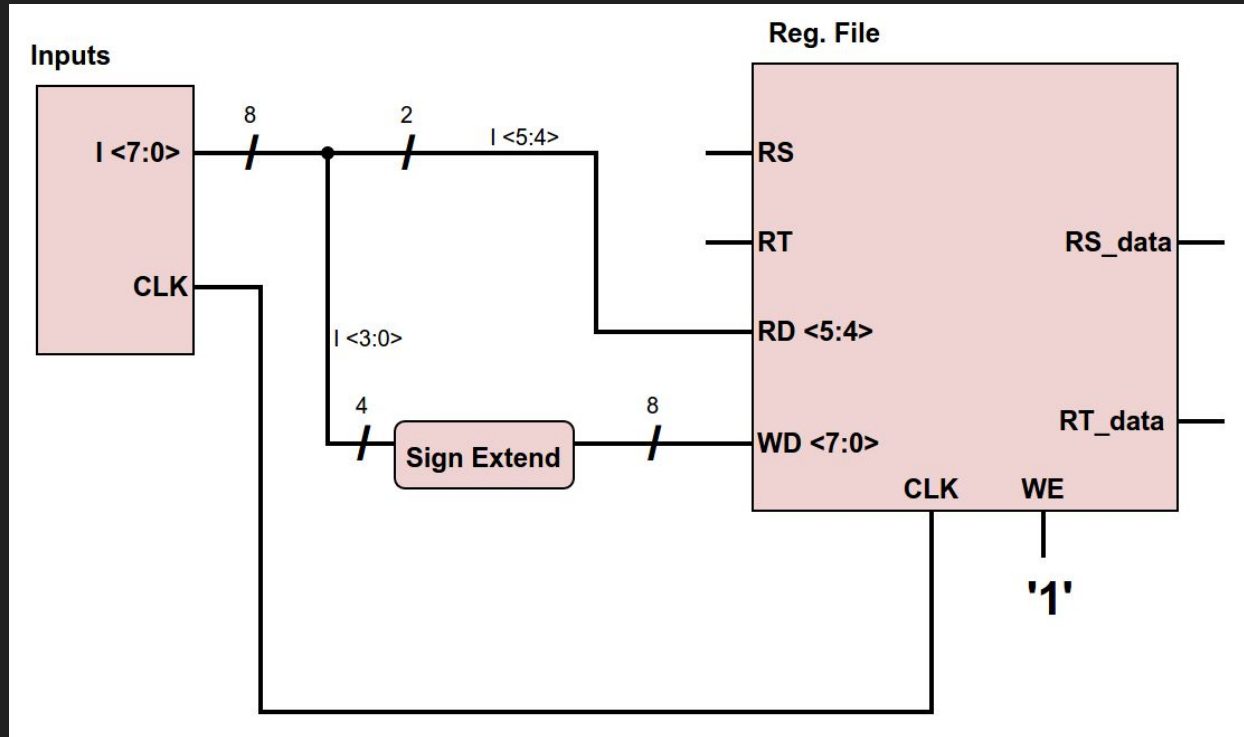 Reg. File
Inputs
8
2
I <5:4>
I <7:0>
RS
RT
RS_data
CLK
RD <5:4>
I <3:0>
4
8
RT_data
Sign Extend
WD <7:0>
CLK
WE
'1'